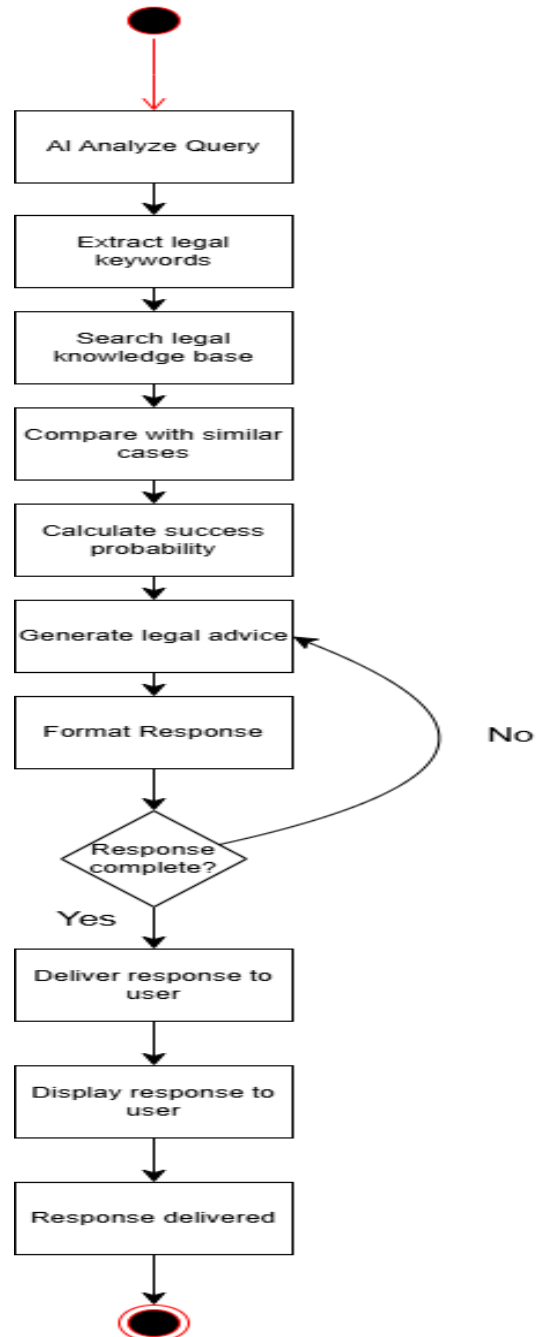 AI Analyze Query
Extract legal
keywords
Search legal
knowledge base
Compare with similar
cases
Calculate success
probability
Generate legal advice
Format Response
No
Response
complete?
Yes
Deliver response to
user
Display response to
user
Response delivered